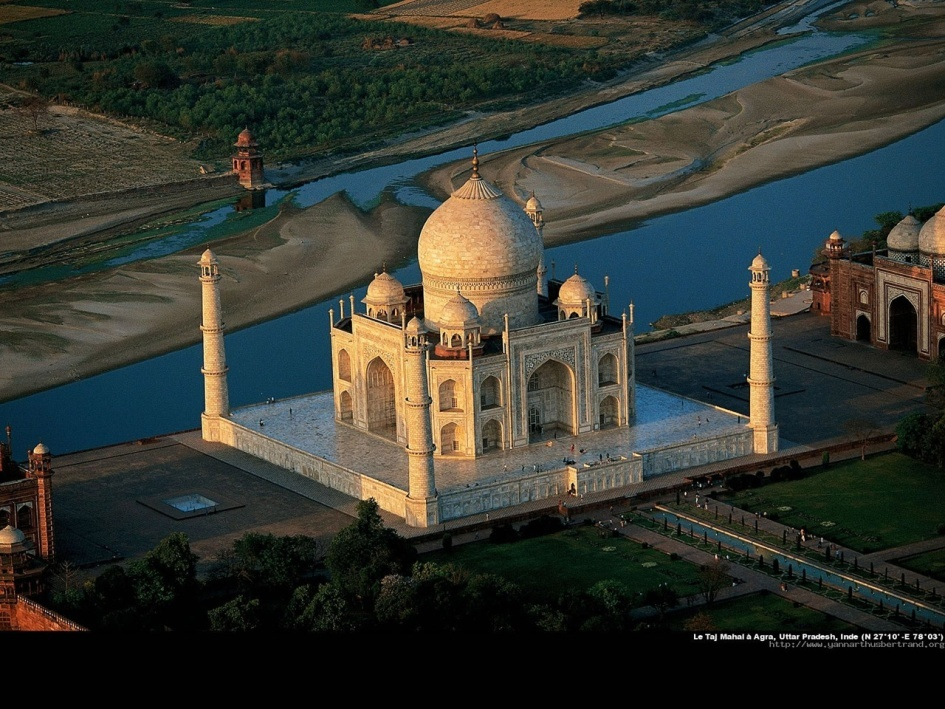 Le Taj Mahal à Agra, Uttar Pradesh, Inde (N 27°10' -E 78°03')
http://www.yannarthusbertrand.org